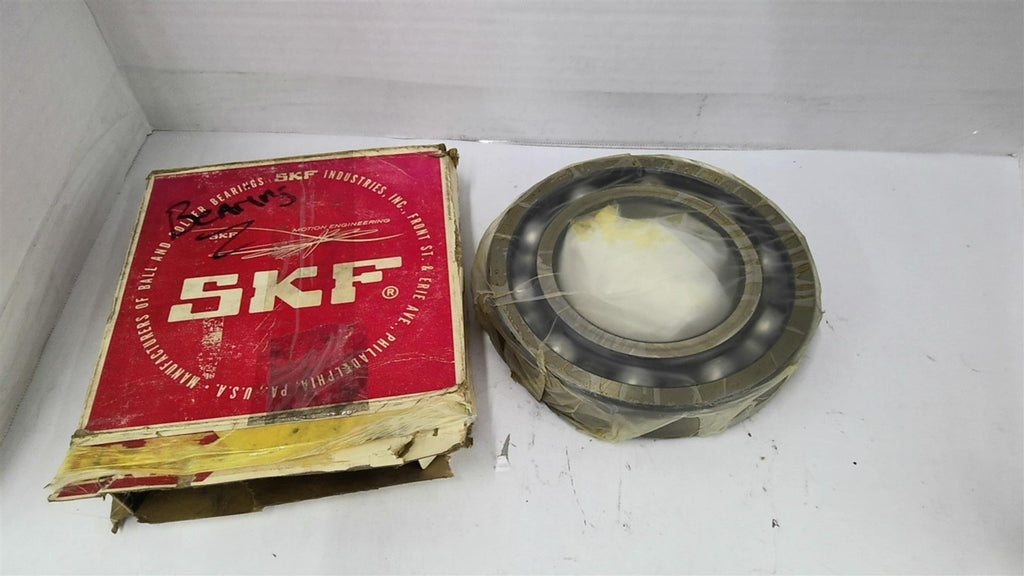 MANUFACTURERS OF BALL AND ROLLER BEARINGS. SKF INDUSTRIES, INC., FRONT ST. & ERIE AVE., PHILADELPHIA, PA., U.S.A.
BEARING
SKF MOTION ENGINEERING
SKF®